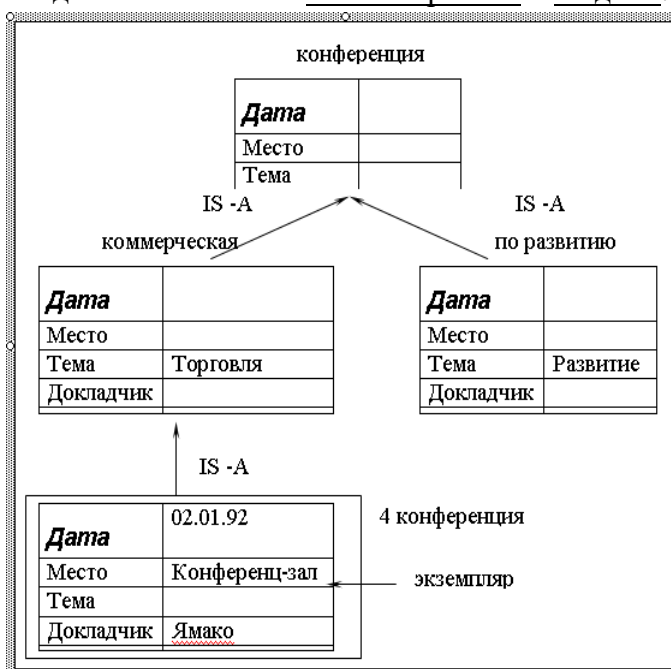 конференция
Дата
Место
Тема
IS -A IS -A
коммерческая по развитию
Дата Дата
Место Место
Тема Торговля Тема Развитие
Докладчик Докладчик
IS -A
02.01.92 4 конференция
Дата
Место Конференц-зал экземпляр
Тема
Докладчик Ямако